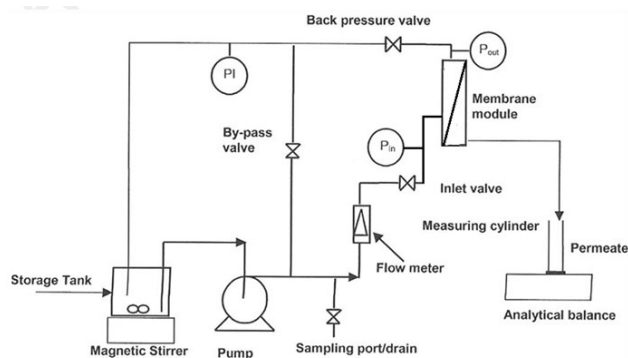 Back pressure valve
Pout
PI
Membrane
module
By-pass
valve
Pin
Inlet valve
Measuring cylinder
Permeate
Storage Tank
Flow meter
Analytical balance
Magnetic Stirrer
Pump
Sampling port/drain